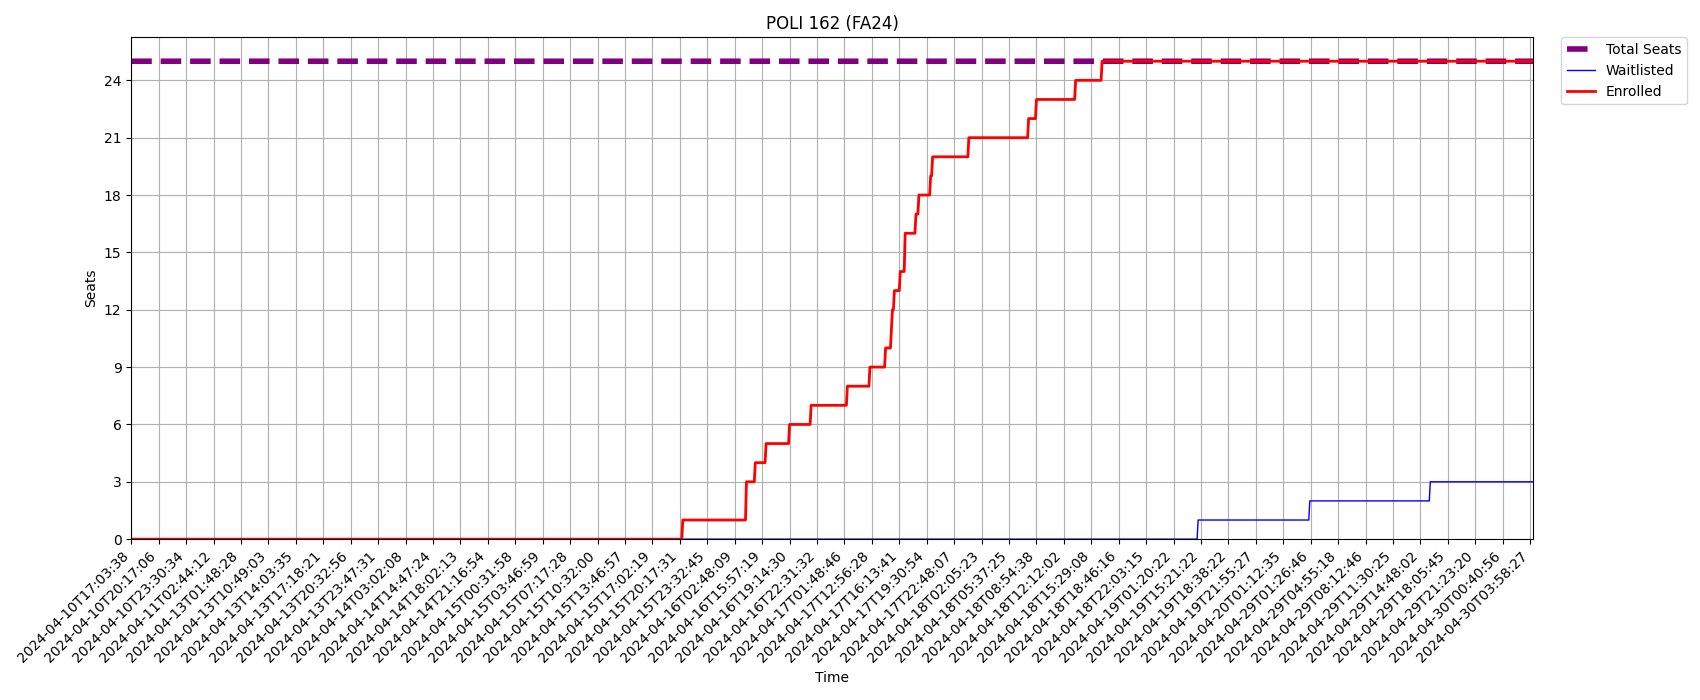 POLI 162 (FA24)
Total Seats
Waitlisted
Enrolled
Seats
24
21
18
15
12
9
6
3
0
2024-04-10T17:03:38
2024-04-10T20:17:06
2024-04-10T23:30:34
2024-04-11T02:44:12
2024-04-13T01:48:28
2024-04-13T10:49:03
2024-04-13T14:03:35
2024-04-13T17:18:21
2024-04-13T20:32:56
2024-04-13T23:47:31
2024-04-14T03:02:08
2024-04-14T14:47:24
2024-04-14T18:02:13
2024-04-14T21:16:54
2024-04-15T00:31:58
2024-04-15T03:46:59
2024-04-15T07:17:28
2024-04-15T10:32:00
2024-04-15T13:46:57
2024-04-15T17:02:19
2024-04-15T20:17:31
2024-04-15T23:32:45
2024-04-16T02:48:09
2024-04-16T15:57:19
2024-04-16T19:14:30
2024-04-16T22:31:32
2024-04-17T01:48:46
2024-04-17T12:56:28
2024-04-17T16:13:41
2024-04-17T19:30:54
2024-04-17T22:48:07
2024-04-18T02:05:23
2024-04-18T05:37:25
2024-04-18T08:54:38
2024-04-18T12:12:02
2024-04-18T15:29:08
2024-04-18T18:46:16
2024-04-18T22:03:15
2024-04-19T01:20:22
2024-04-19T15:21:22
2024-04-19T18:38:22
2024-04-19T21:55:27
2024-04-20T01:12:35
2024-04-29T01:26:46
2024-04-29T04:55:18
2024-04-29T08:12:46
2024-04-29T11:30:25
2024-04-29T14:48:02
2024-04-29T18:05:45
2024-04-29T21:23:20
2024-04-30T00:40:56
2024-04-30T03:58:27
Time